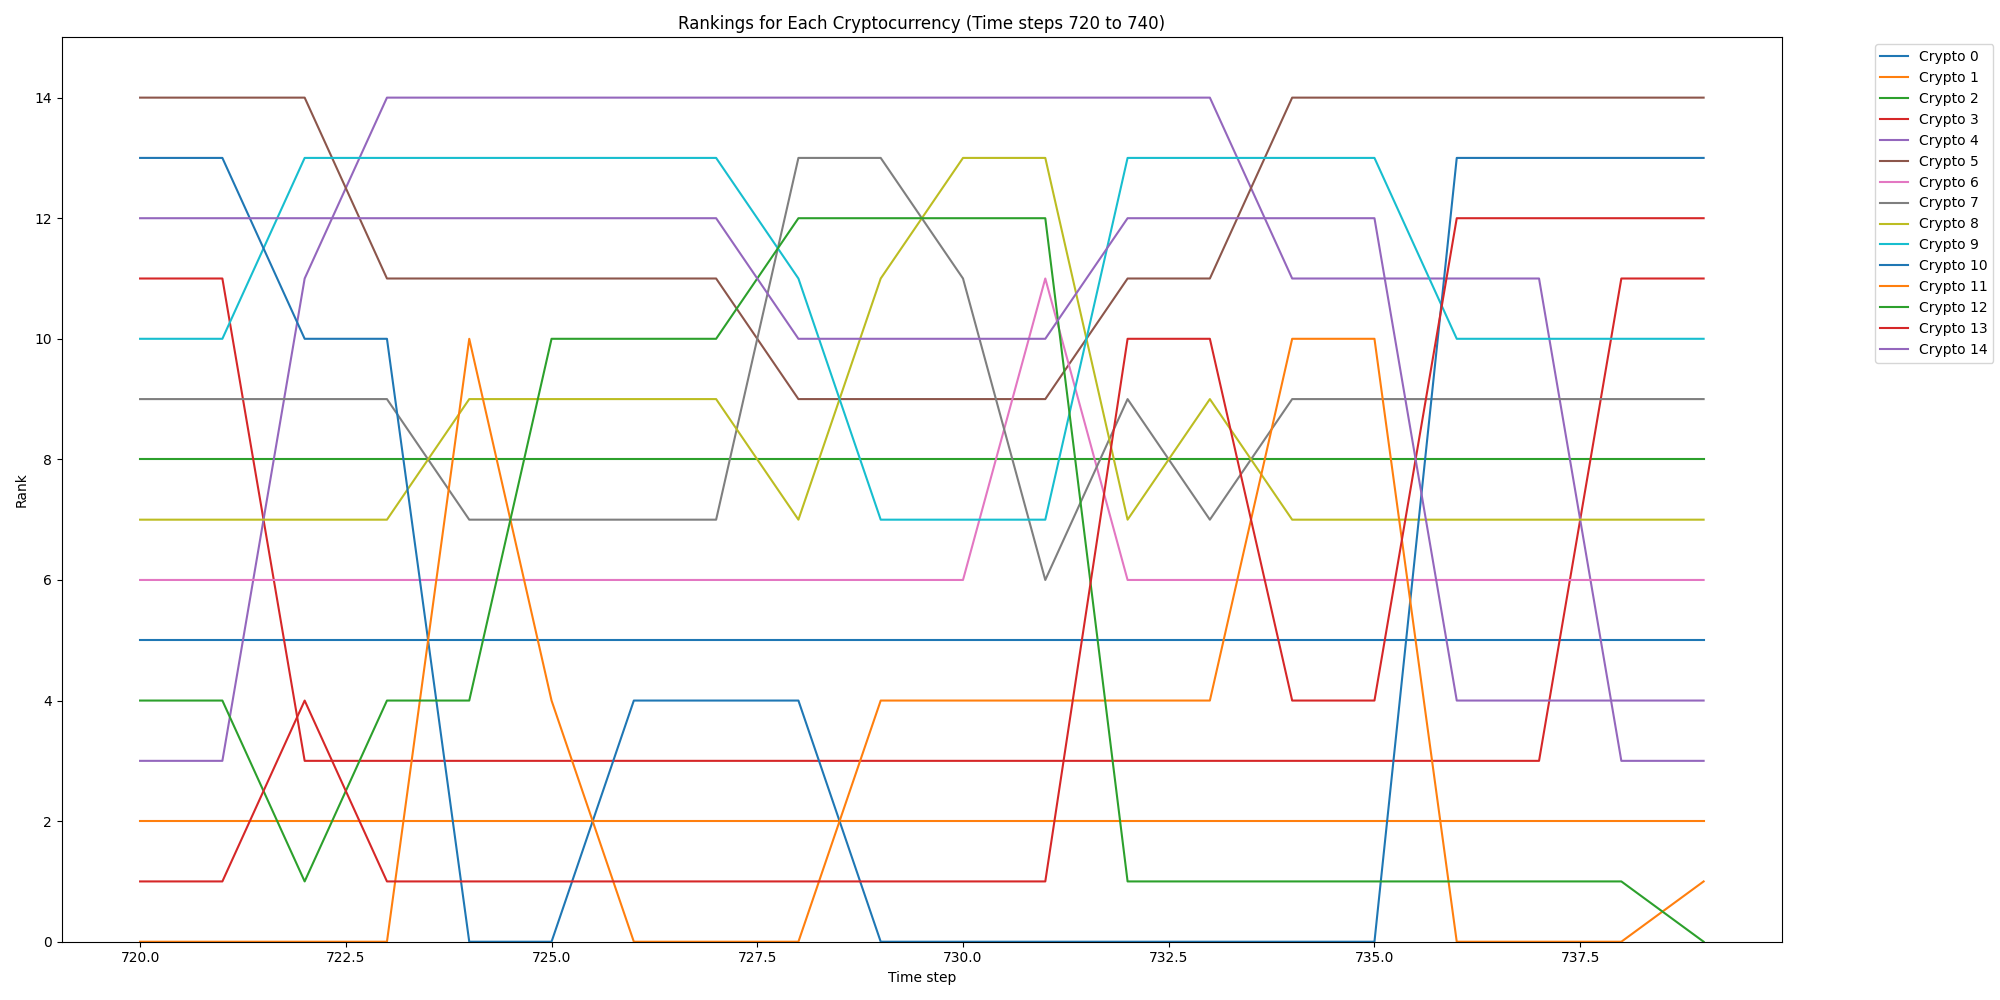 Rankings for Each Cryptocurrency (Time steps 720 to 740)
Rank
14
12
10
8
6
4
2
0
720.0 722.5 725.0 727.5 730.0 732.5 735.0 737.5
Time step
Crypto 0
Crypto 1
Crypto 2
Crypto 3
Crypto 4
Crypto 5
Crypto 6
Crypto 7
Crypto 8
Crypto 9
Crypto 10
Crypto 11
Crypto 12
Crypto 13
Crypto 14